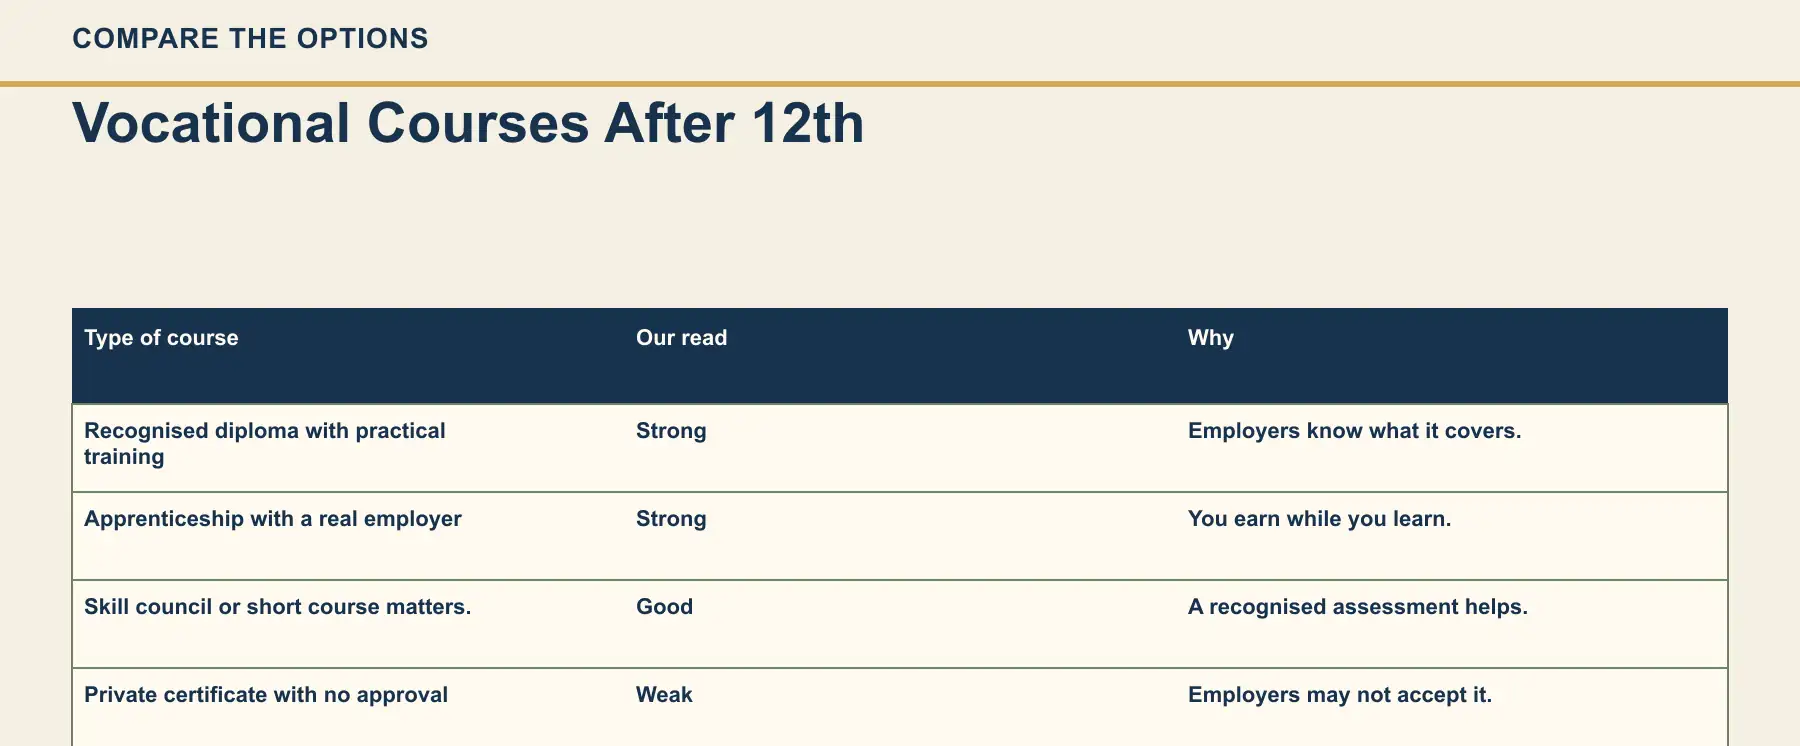 COMPARE THE OPTIONS
Vocational Courses After 12th
Type of course Our read Why
Recognised diploma with practical training Strong Employers know what it covers.
Apprenticeship with a real employer Strong You earn while you learn.
Skill council or short course matters. Good A recognised assessment helps.
Private certificate with no approval Weak Employers may not accept it.